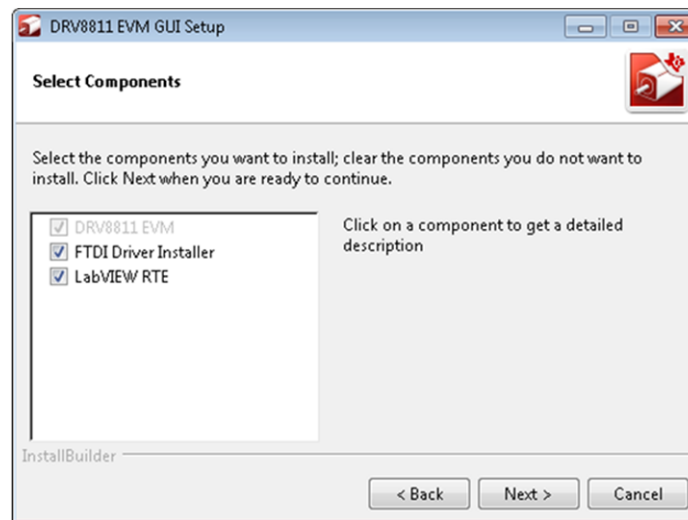 DRV8811 EVM GUI Setup
Select Components
Select the components you want to install; clear the components you do not want to
install. Click Next when you are ready to continue.
DRV8811 EVM
FTDI Driver Installer
LabVIEW RTE
Click on a component to get a detailed
description
InstallBuilder
< Back
Next >
Cancel